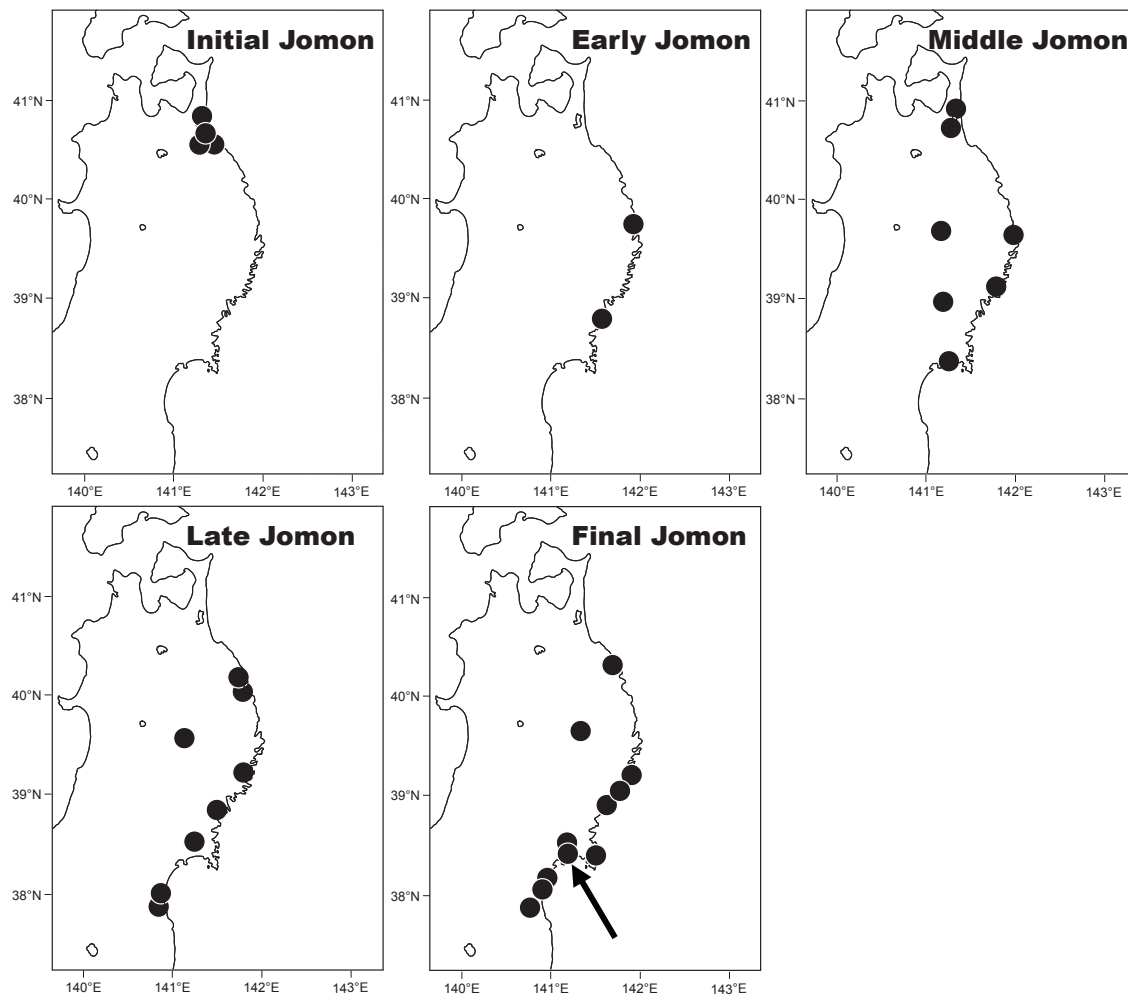 Initial Jomon
Early Jomon
Middle Jomon
41°N
40°N
39°N
38°N
140°E
141°E
142°E
143°E
41°N
40°N
39°N
38°N
140°E
141°E
142°E
143°E
41°N
40°N
39°N
38°N
140°E
141°E
142°E
143°E
Late Jomon
Final Jomon
41°N
40°N
39°N
38°N
140°E
141°E
142°E
143°E
41°N
40°N
39°N
38°N
140°E
141°E
142°E
143°E